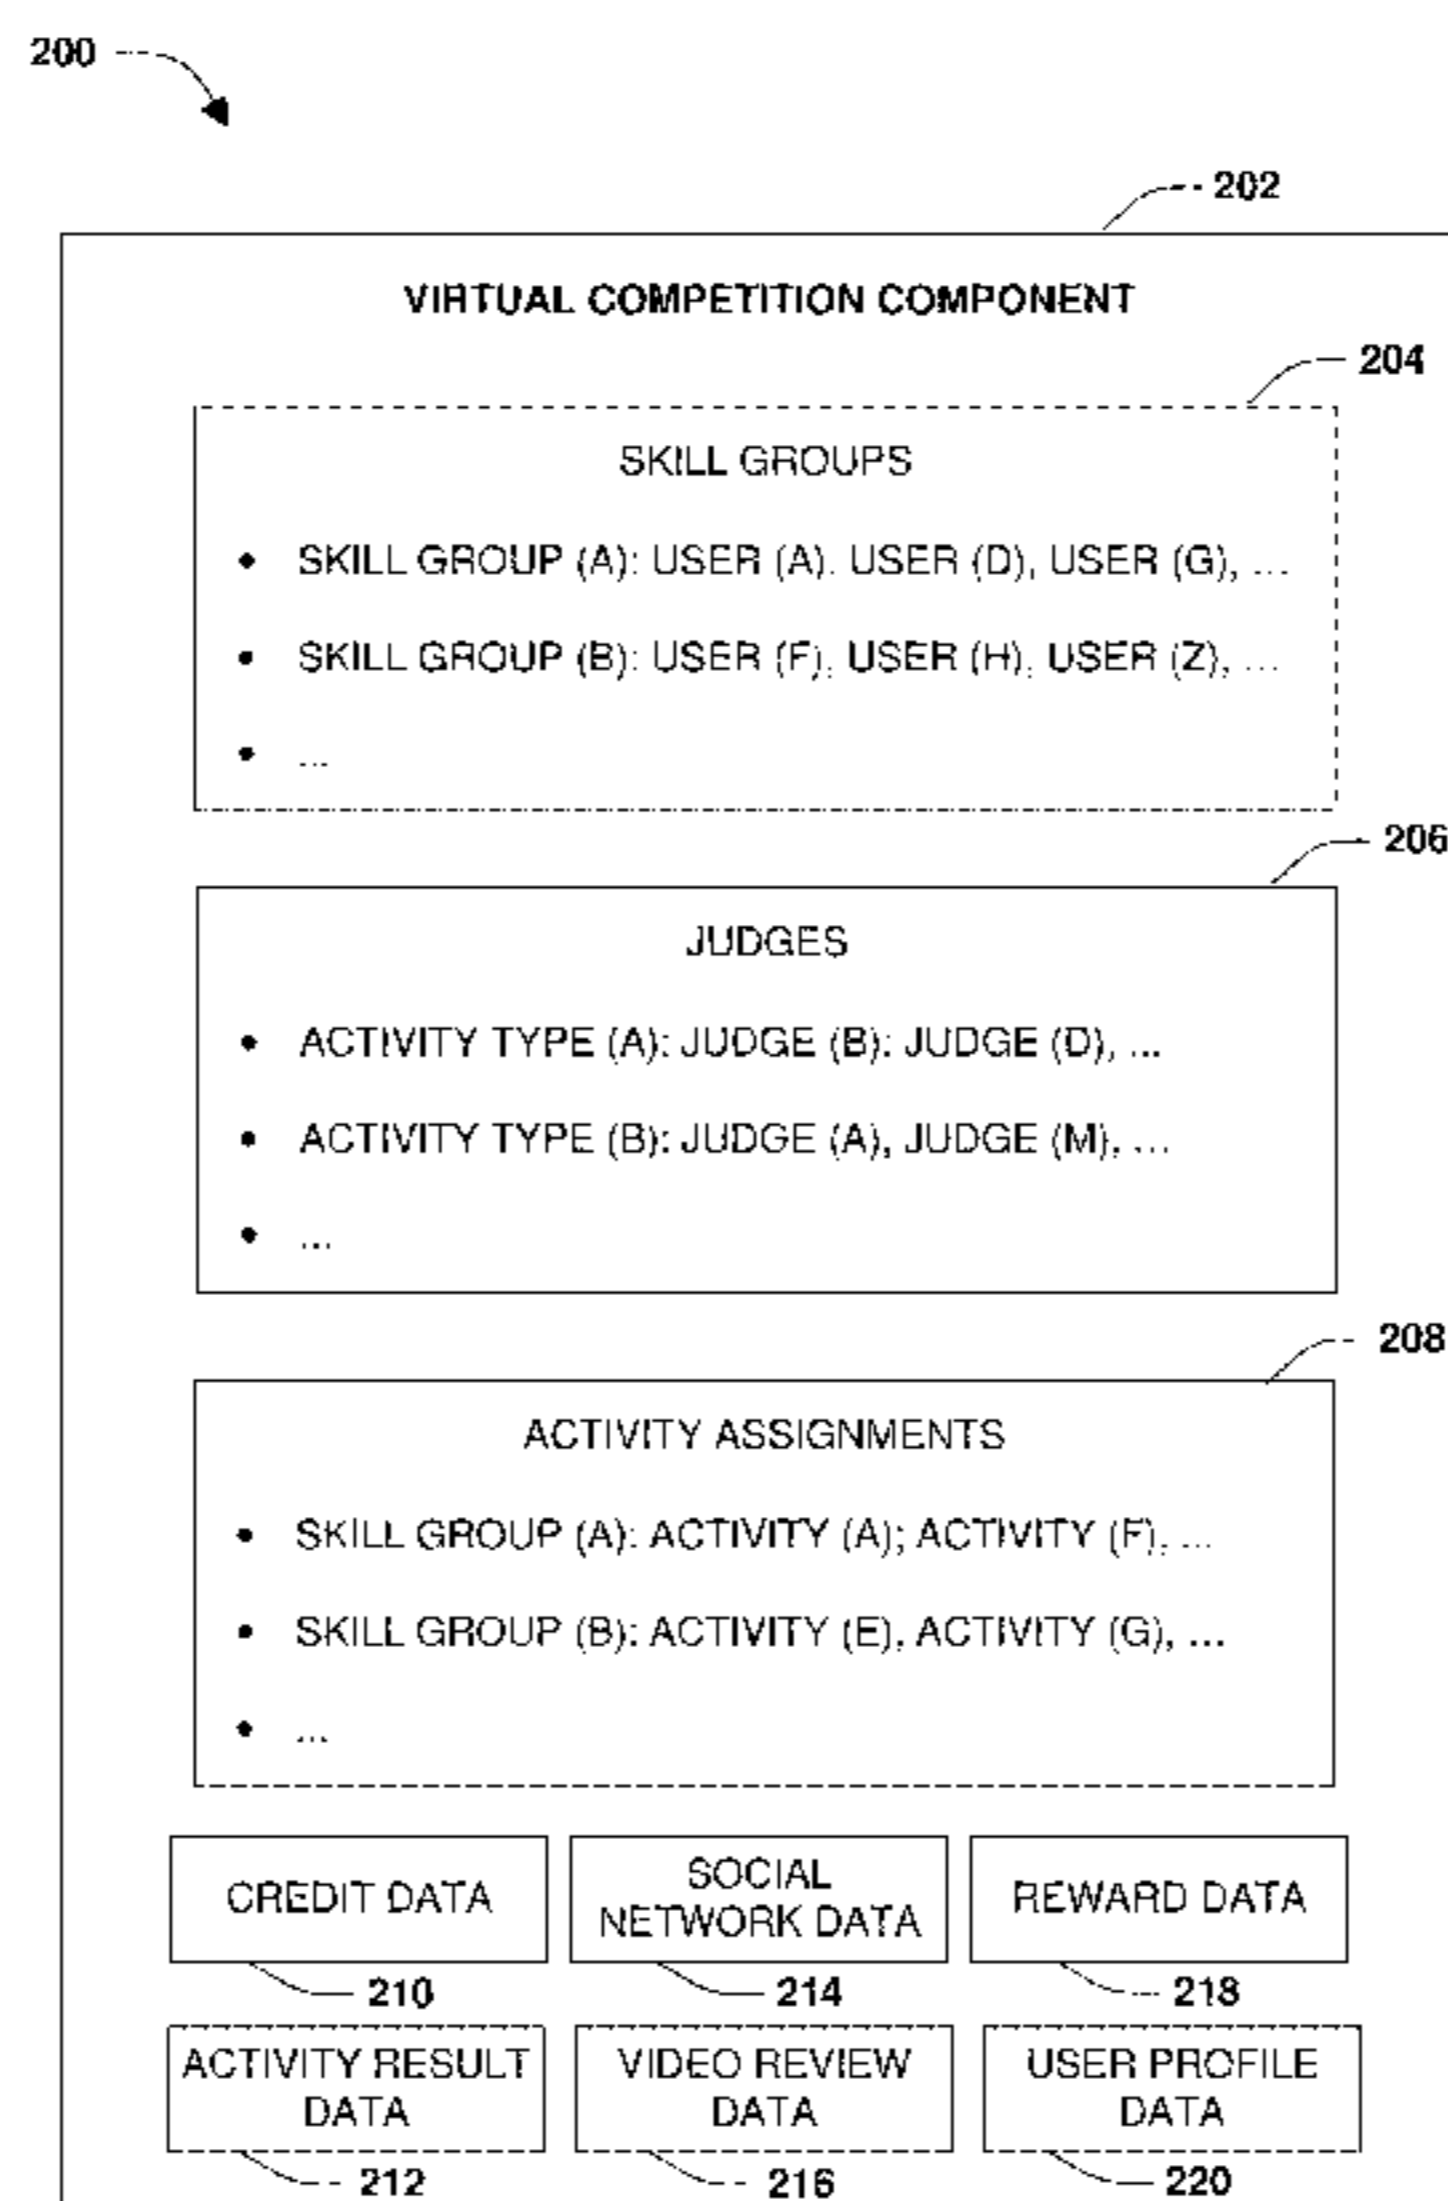 200
202
VIRTUAL COMPETITION COMPONENT
204
SKILL GROUPS
• SKILL GROUP (A): USER (A). USER (D), USER (G), ...
• SKILL GROUP (B): USER (F), USER (H), USER (Z), ...
• ...
206
JUDGES
• ACTIVITY TYPE (A): JUDGE (B): JUDGE (D), ...
• ACTIVITY TYPE (B): JUDGE (A), JUDGE (M), ...
• ...
208
ACTIVITY ASSIGNMENTS
• SKILL GROUP (A): ACTIVITY (A); ACTIVITY (F), ...
• SKILL GROUP (B): ACTIVITY (E), ACTIVITY (G), ...
• ...
CREDIT DATA
210
SOCIAL
NETWORK DATA
214
REWARD DATA
218
ACTIVITY RESULT
DATA
212
VIDEO REVIEW
DATA
216
USER PROFILE
DATA
220